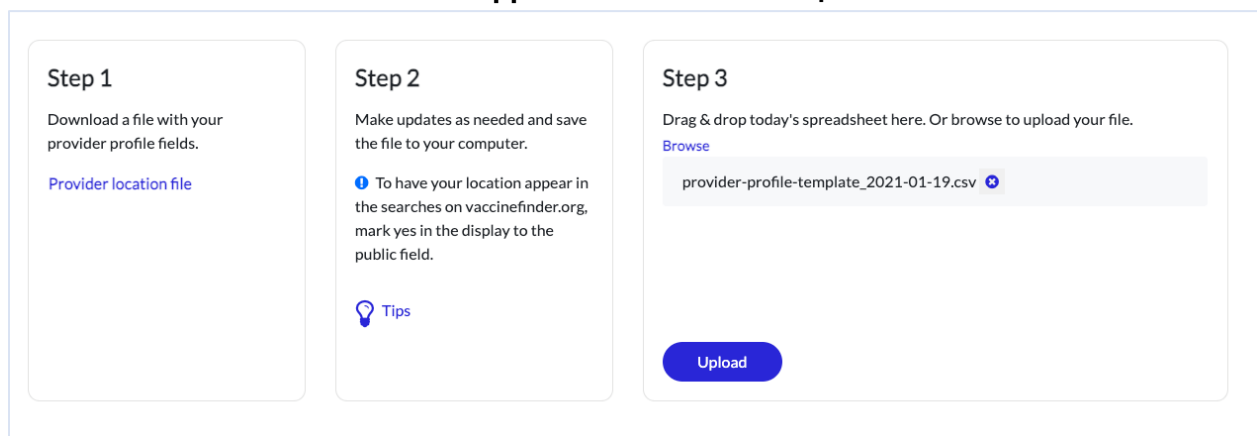 Step 1
Download a file with your
provider profile fields.
Provider location file
Step 2
Make updates as needed and save
the file to your computer.
To have your location appear in
the searches on vaccinefinder.org,
mark yes in the display to the
public field.
Tips
Step 3
Drag & drop today's spreadsheet here. Or browse to upload your file.
Browse
provider-profile-template_2021-01-19.csv
Upload